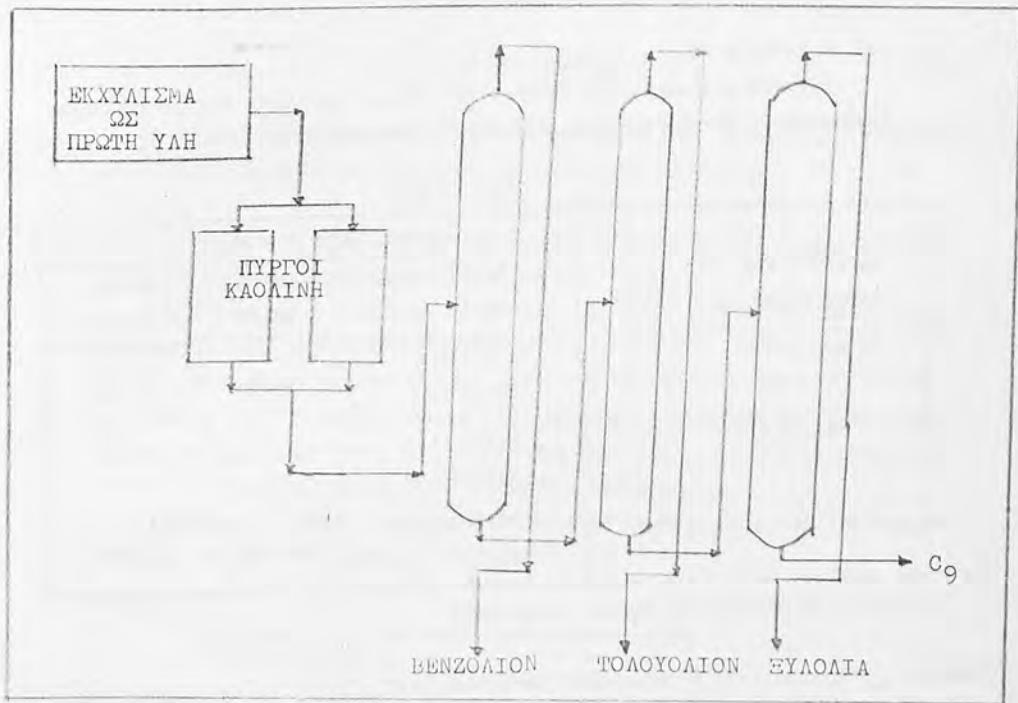 ΕΚΧΥΛΙΣΜΑ
ΩΣ
ΠΡΩΤΗ ΥΛΗ
ΠΥΡΓΟΙ
ΚΑΟΛΙΝΗ
C9
ΒΕΝΖΟΛΙΟΝ ΤΟΛΟΥΟΛΙΟΝ ΞΥΛΟΛΙΑ